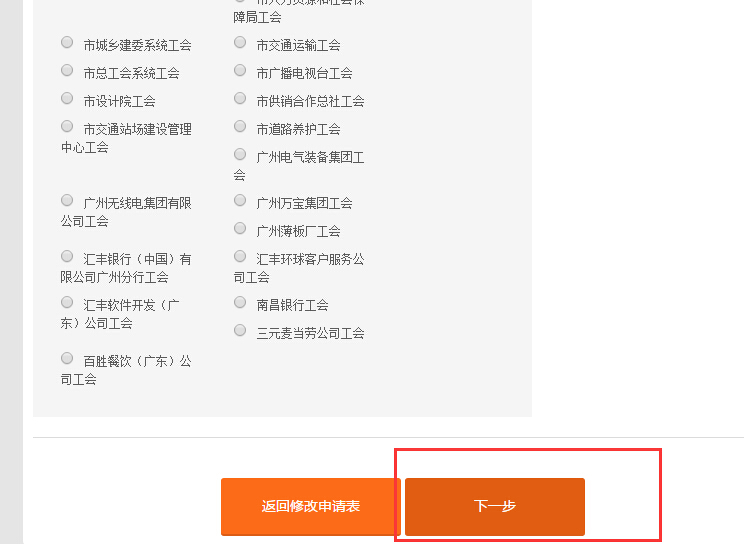 市人力资源和社会保
障局工会
市城乡建委系统工会
市交通运输工会
市总工会系统工会
市广播电视台工会
市设计院工会
市供销合作总社工会
市交通站场建设管理
中心工会
市道路养护工会
广州电气装备集团工
会
广州无线电集团有限
公司工会
广州万宝集团工会
广州薄板厂工会
汇丰银行（中国）有
限公司广州分行工会
汇丰环球客户服务公
司工会
汇丰软件开发（广
东）公司工会
南昌银行工会
三元麦当劳公司工会
百胜餐饮（广东）公
司工会
返回修改申请表
下一步